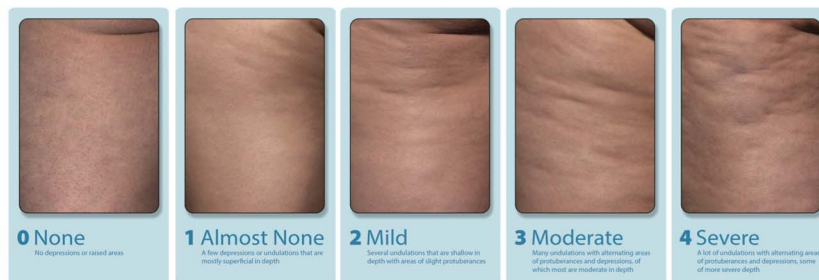 0 None
No depressions or raised areas
1 Almost None
A few depressions or undulations that are
mostly superficial in depth
2 Mild
Several undulations that are shallow in
depth with areas of slight protuberances
3 Moderate
Many undulations with alternating areas
of protuberances and depressions, of
which most are moderate in depth
4 Severe
A lot of undulations with alternating areas
of protuberances and depressions, some
of more severe depth